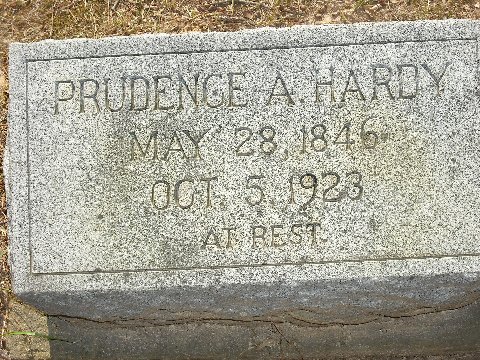 PRUDENCE A. HARDY
MAY 28, 1846
OCT. 5, 1923
AT REST.